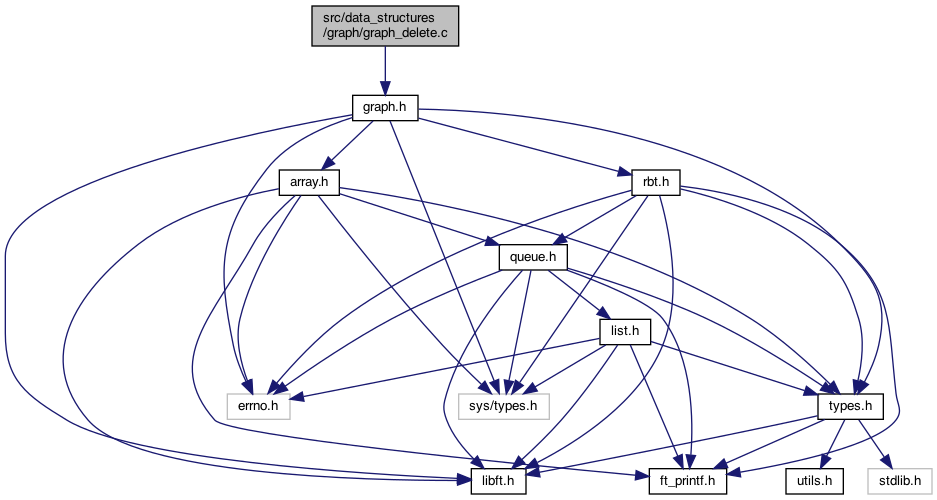 src/data_structures
/graph/graph_delete.c
graph.h
array.h
rbt.h
queue.h
list.h
errno.h
sys/types.h
types.h
libft.h
ft_printf.h
utils.h
stdlib.h